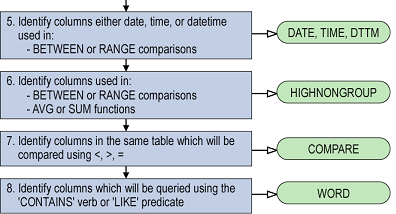 5. Identify columns either date, time, or datetime
used in:
- BETWEEN or RANGE comparisons
DATE, TIME, DTTM
6. Identify columns used in:
- BETWEEN or RANGE comparisons
- AVG or SUM functions
HIGHNONGROUP
7. Identify columns in the same table which will be
compared using <, >, =
COMPARE
8. Identify columns which will be queried using the
'CONTAINS' verb or 'LIKE' predicate
WORD